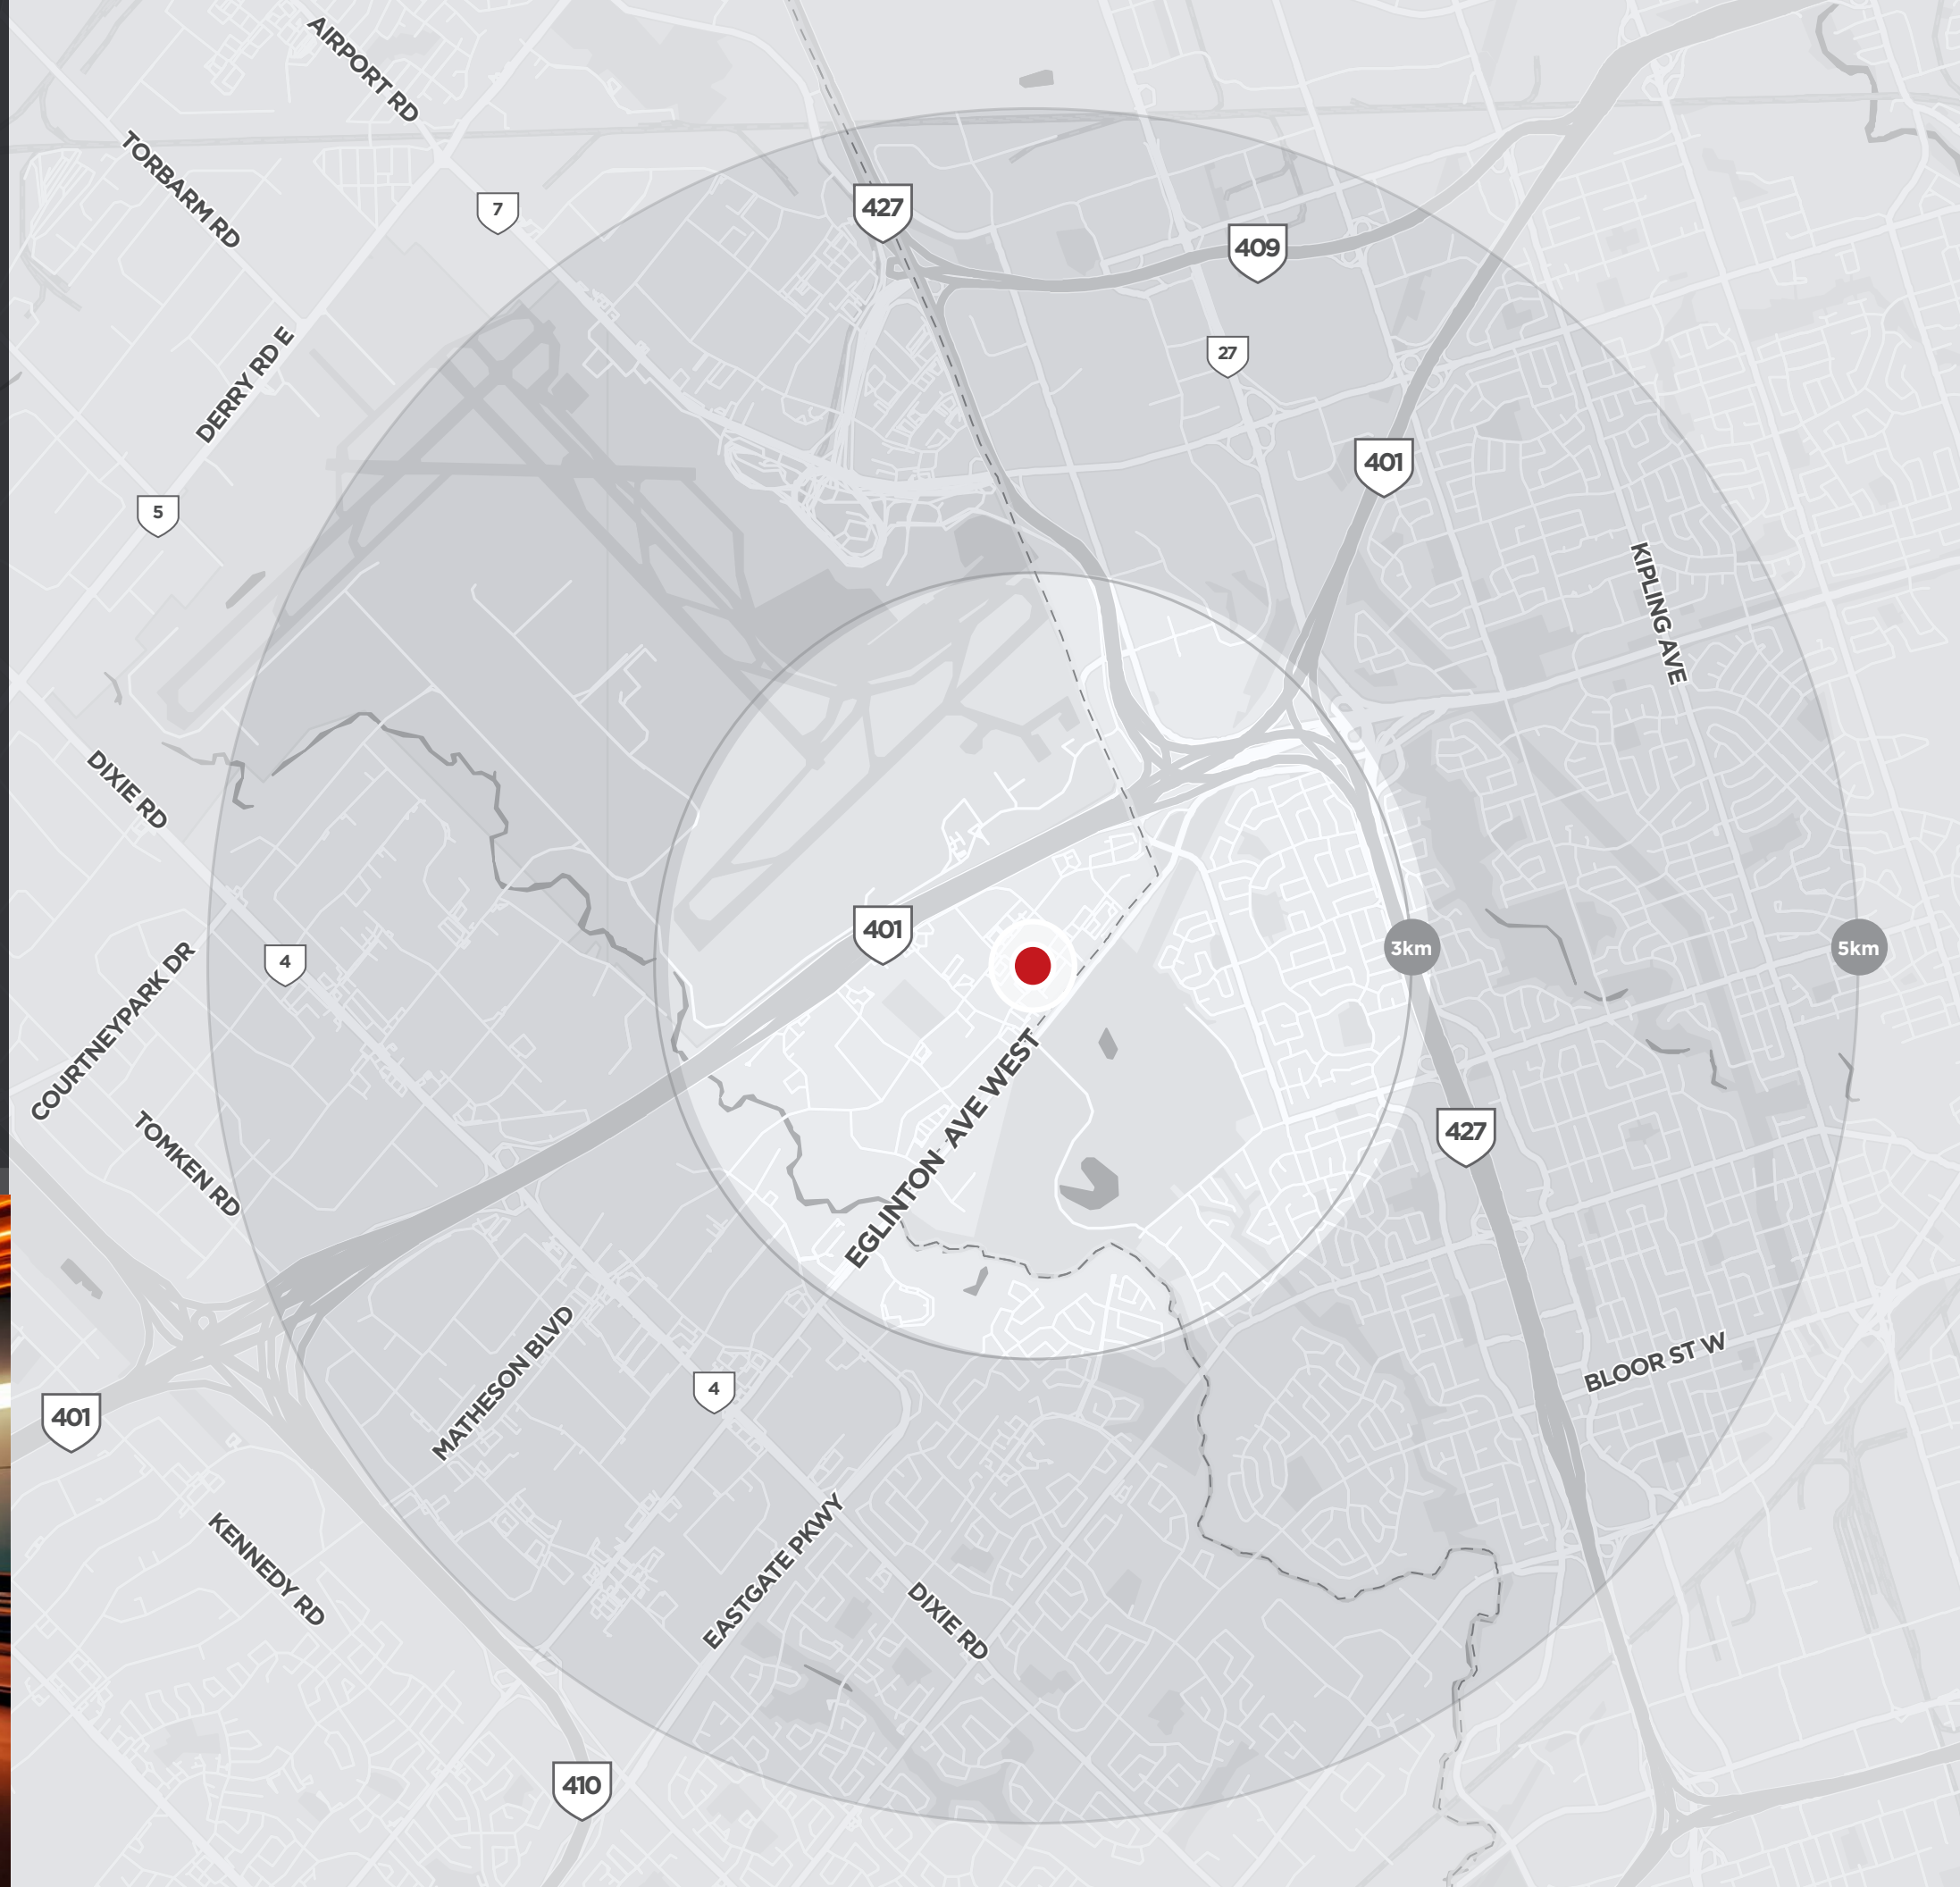 AIRPORT RD
TORBARM RD
7
427
409
DERRY RD E
27
401
5
KIPLING AVE
DIXIE RD
401
3km
5km
COURTNEYPARK DR
4
EGLINTON AVE WEST
TOMKEN RD
427
MATHESON BLVD
BLOOR ST W
4
401
EASTGATE PKWY
KENNEDY RD
DIXIE RD
410